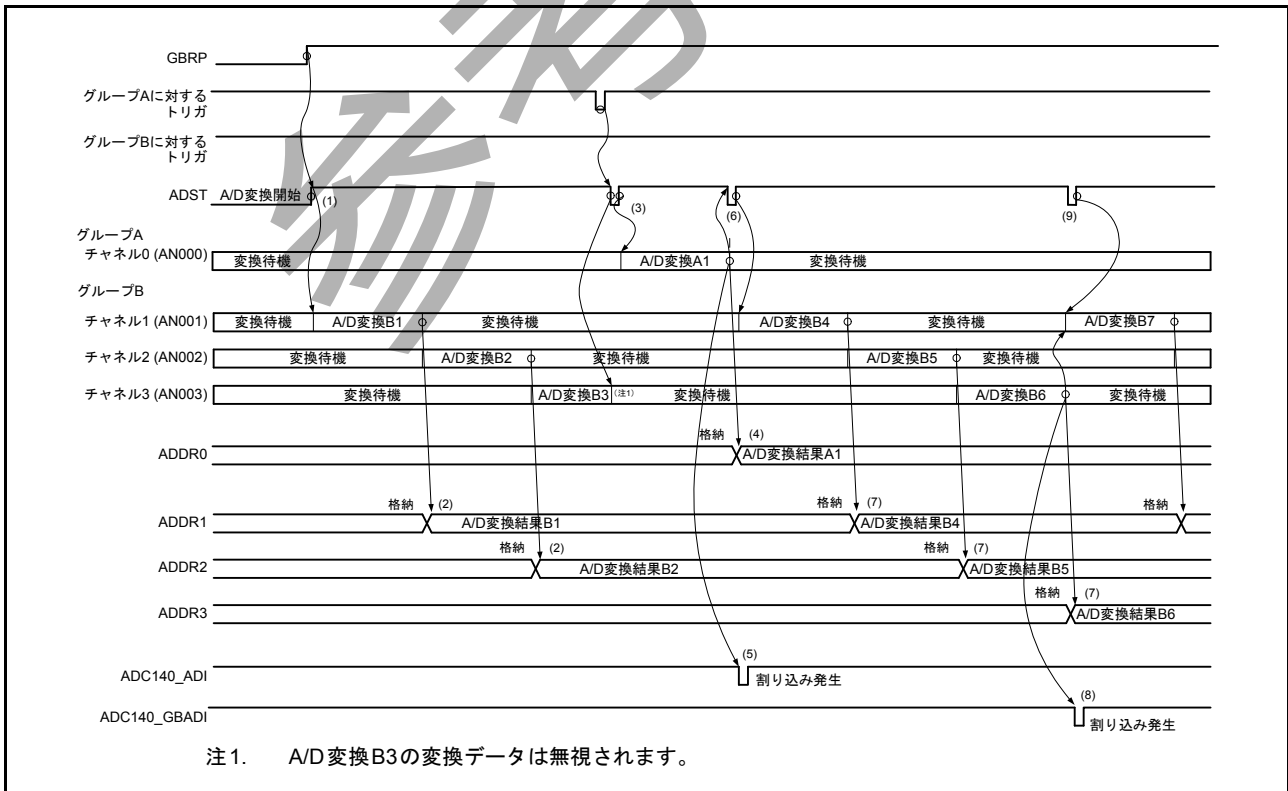 参考
GBRP
グループAに対する
トリガ
グループBに対する
トリガ
ADST A/D変換開始 (1) (3) (6) (9)
グループA
チャネル0 (AN000) 変換待機 A/D変換A1 変換待機
グループB
チャネル1 (AN001) 変換待機 A/D変換B1 変換待機 A/D変換B4 変換待機 A/D変換B7
チャネル2 (AN002) 変換待機 A/D変換B2 変換待機 A/D変換B5 変換待機
チャネル3 (AN003) 変換待機 A/D変換B3 (注1) 変換待機 A/D変換B6 変換待機
格納 (4)
ADDR0 A/D変換結果A1
格納 (2) 格納 (7) 格納
ADDR1 A/D変換結果B1 A/D変換結果B4
格納 (2) 格納 (7)
ADDR2 A/D変換結果B2 A/D変換結果B5
格納 (7)
ADDR3 A/D変換結果B6
(5)
ADC140_ADI 割り込み発生
(8)
ADC140_GBADI 割り込み発生
注1. A/D変換B3の変換データは無視されます。